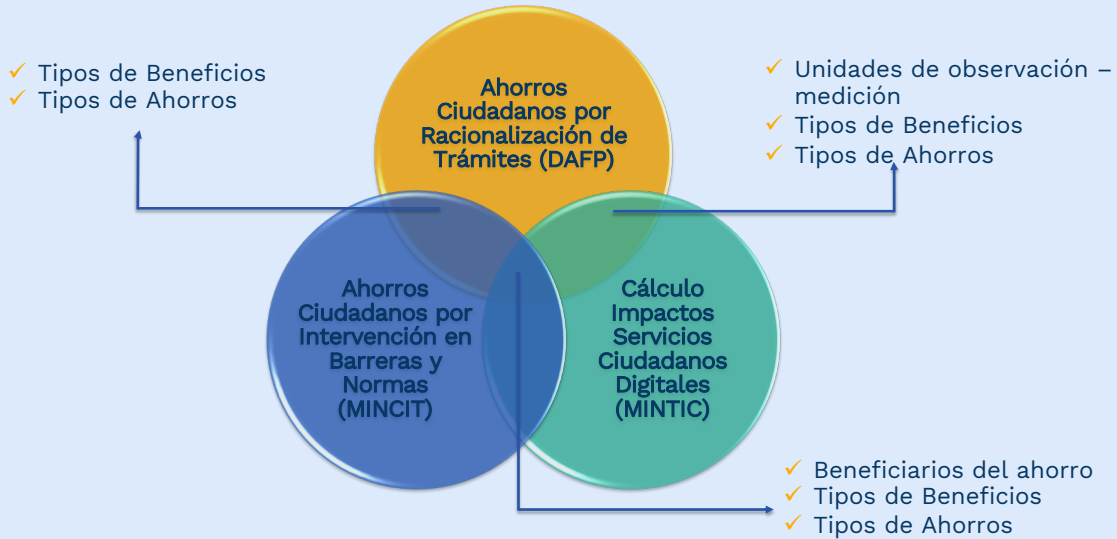 ✓ Tipos de Beneficios
✓ Tipos de Ahorros
Ahorros
Ciudadanos por
Racionalización de
Trámites (DAFP)
✓ Unidades de observación –
medición
✓ Tipos de Beneficios
✓ Tipos de Ahorros
Ahorros
Ciudadanos por
Intervención en
Barreras y
Normas
(MINCIT)
Cálculo
Impactos
Servicios
Ciudadanos
Digitales
(MINTIC)
✓ Beneficiarios del ahorro
✓ Tipos de Beneficios
✓ Tipos de Ahorros